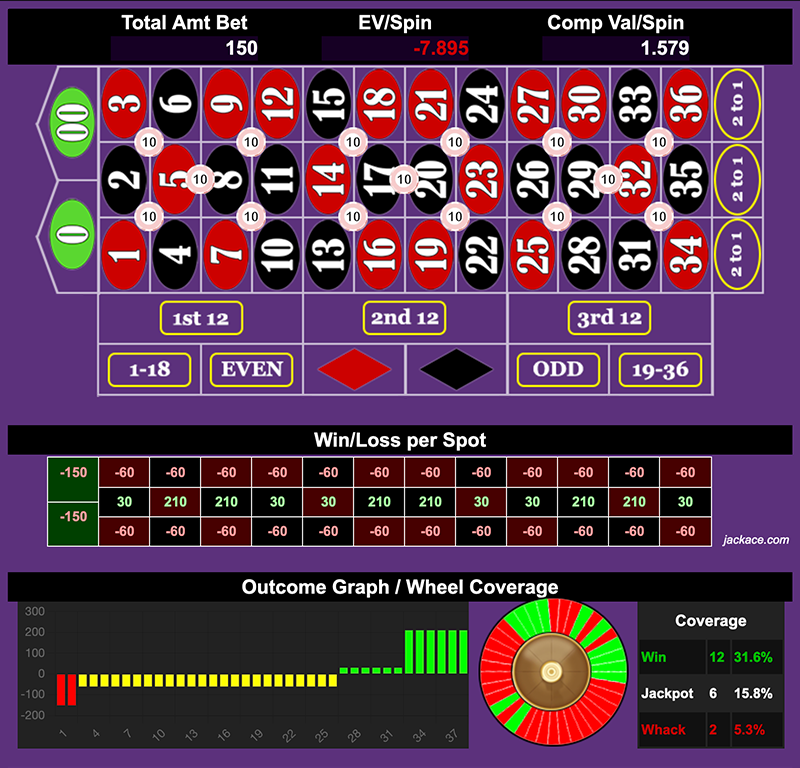 Total Amt Bet EV/Spin Comp Val/Spin
150 -7.895 1.579
00 3 6 9 12 15 18 21 24 27 30 33 36 2 to 1
10 10 10 10 10 10
2 5 10 8 11 14 17 10 20 23 26 29 10 32 35 2 to 1
10 10 10 10 10 10
0 1 4 7 10 13 16 19 22 25 28 31 34 2 to 1
1st 12 2nd 12 3rd 12
1-18 EVEN ODD 19-36
Win/Loss per Spot
-150 -60 -60 -60 -60 -60 -60 -60 -60 -60 -60 -60 -60
30 210 210 30 30 210 210 30 30 210 210 30
-150 -60 -60 -60 -60 -60 -60 -60 -60 -60 -60 -60 -60
jackace.com
Outcome Graph / Wheel Coverage
300
200
100
0
-100
-200
1 4 7 10 13 16 19 22 25 28 31 34 37
Coverage
Win 12 31.6%
Jackpot 6 15.8%
Whack 2 5.3%